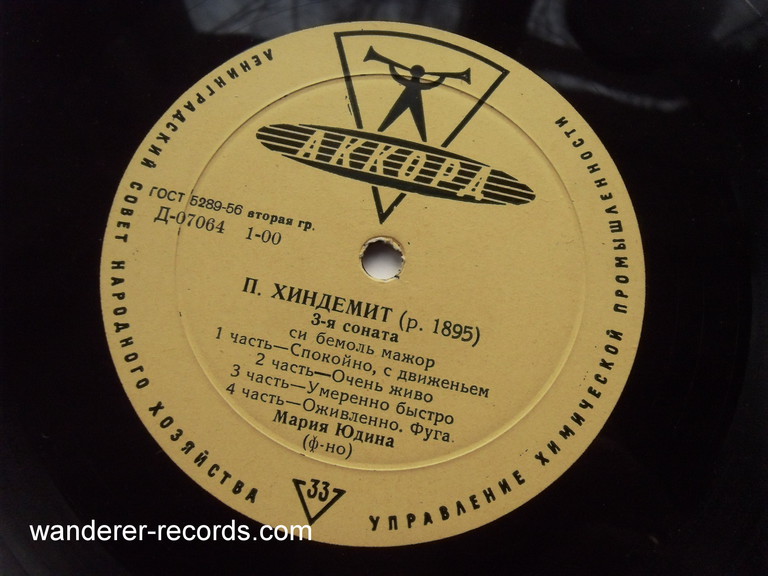 ЛЕНИНГРАДСКИЙ СОВЕТ НАРОДНОГО ХОЗЯЙСТВА
УПРАВЛЕНИЕ ХИМИЧЕСКОЙ ПРОМЫШЛЕННОСТИ
АККОРД
ГОСТ 5289-56 вторая гр.
Д-07064 1-00
П. ХИНДЕМИТ (р. 1895)
3-я соната
си бемоль мажор
1 часть—Спокойно, с движеньем
2 часть—Очень живо
3 часть—Умеренно быстро
4 часть—Оживленно. Фуга.
Мария Юдина
(ф-но)
33
wanderer-records.com